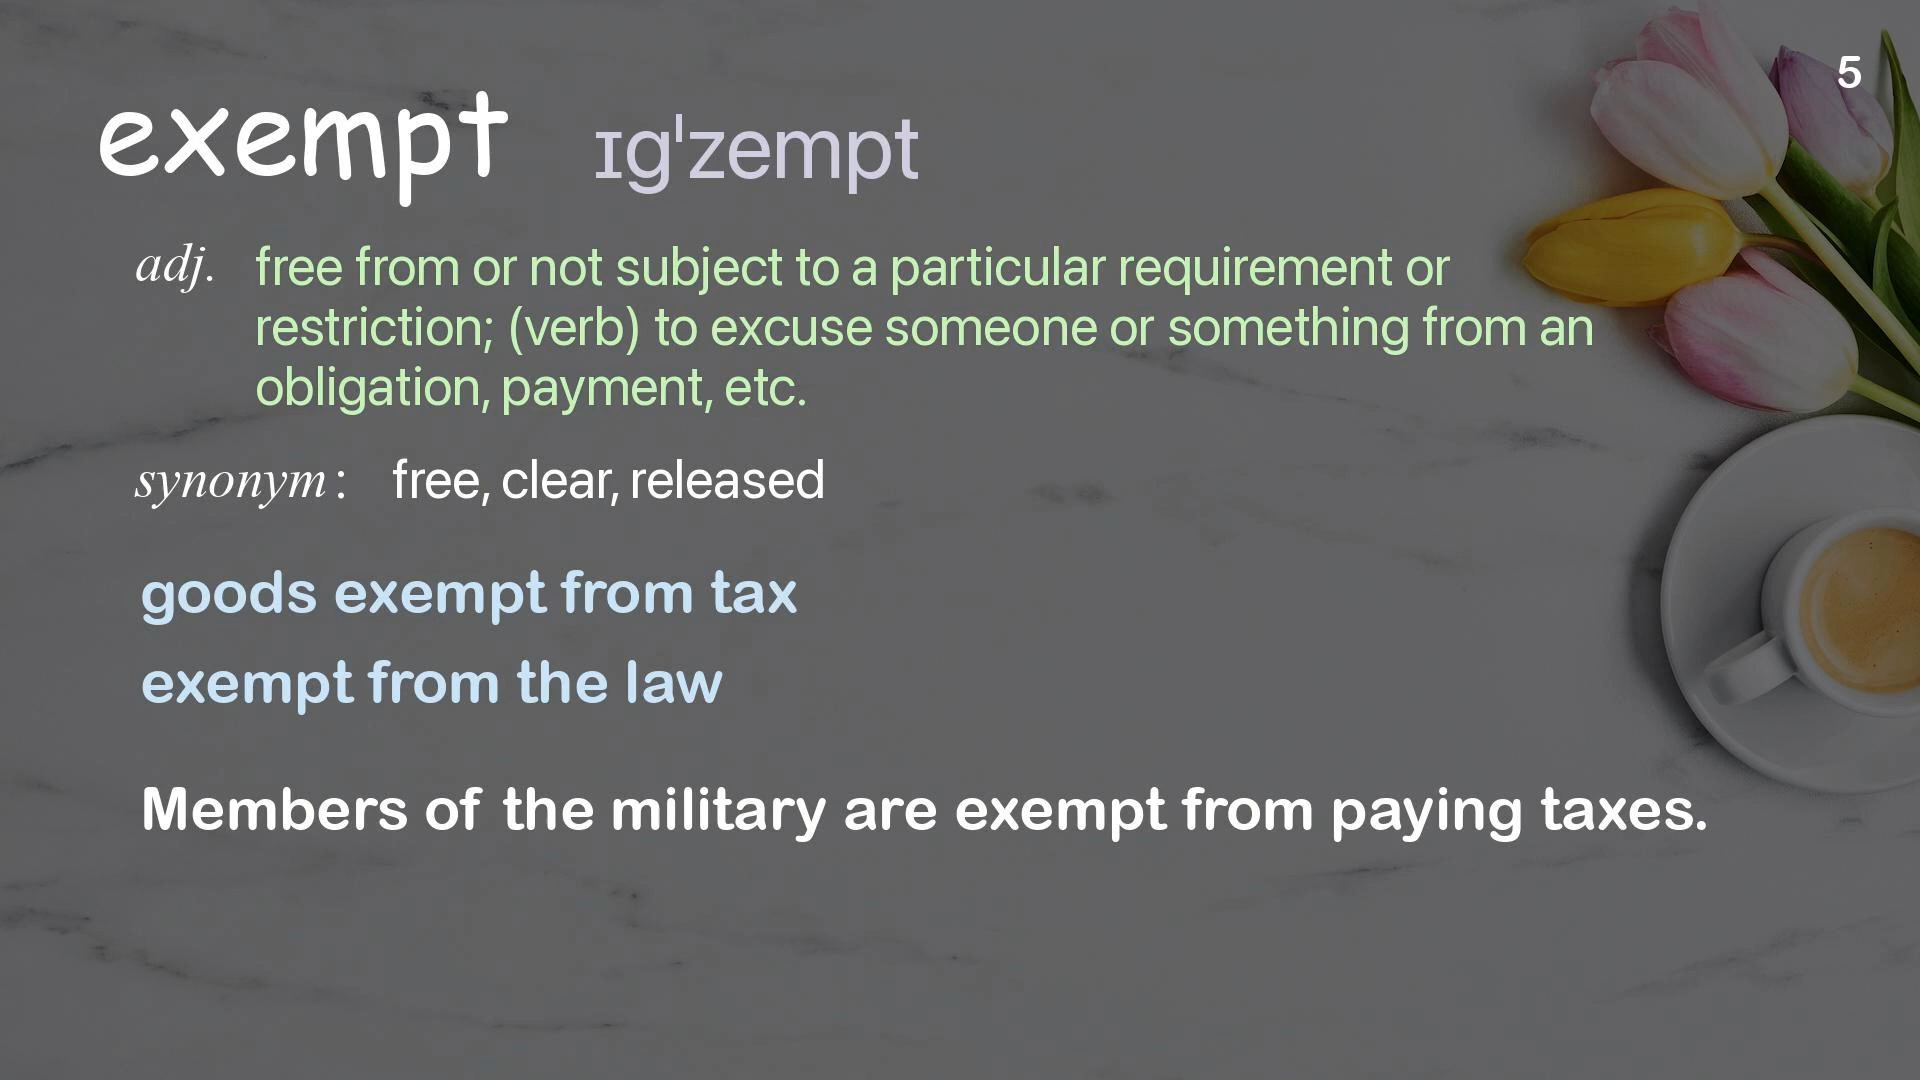 5
exempt ɪgˈzempt
adj. free from or not subject to a particular requirement or
restriction; (verb) to excuse someone or something from an
obligation, payment, etc.
synonym : free, clear, released
goods exempt from tax
exempt from the law
Members of the military are exempt from paying taxes.